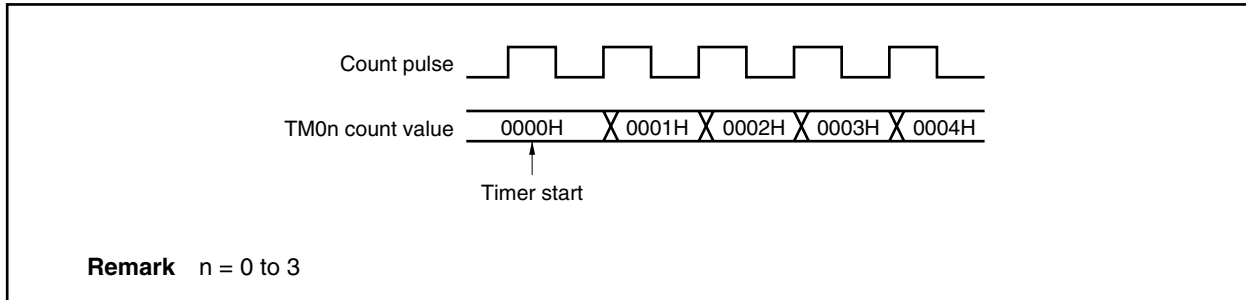 Count pulse
TM0n count value 0000H 0001H 0002H 0003H 0004H
Timer start
Remark n = 0 to 3